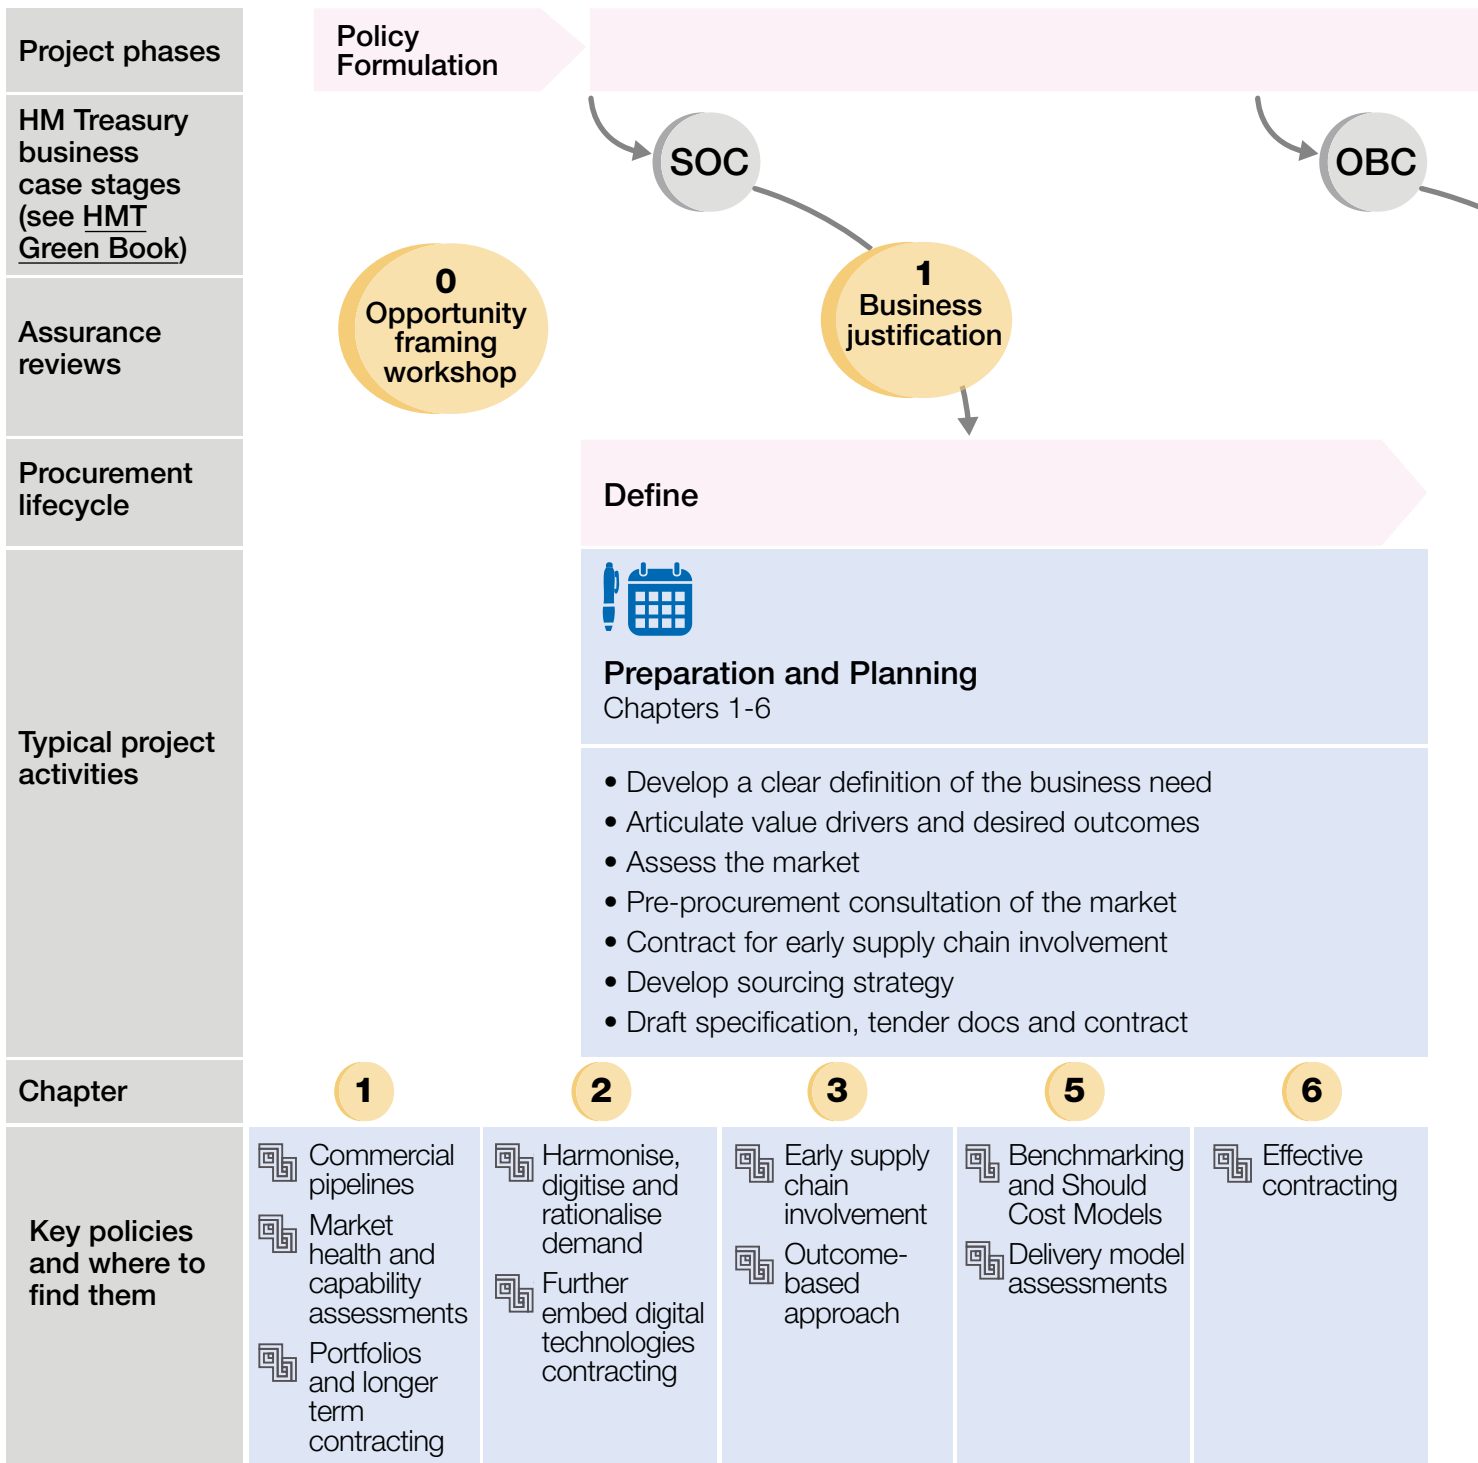 Project phases
Policy
Formulation
HM Treasury
business
case stages
(see HMT
Green Book)
SOC
OBC
Assurance
reviews
0
Opportunity
framing
workshop
1
Business
justification
Procurement
lifecycle
Define
Typical project
activities
Preparation and Planning
Chapters 1-6
• Develop a clear definition of the business need
• Articulate value drivers and desired outcomes
• Assess the market
• Pre-procurement consultation of the market
• Contract for early supply chain involvement
• Develop sourcing strategy
• Draft specification, tender docs and contract
Chapter
1
2
3
5
6
Key policies
and where to
find them
Commercial
pipelines
Market
health and
capability
assessments
Portfolios
and longer
term
contracting
Harmonise,
digitise and
rationalise
demand
Further
embed digital
technologies
contracting
Early supply
chain
involvement
Outcome-
based
approach
Benchmarking
and Should
Cost Models
Delivery model
assessments
Effective
contracting